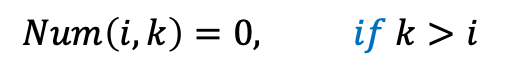 Num(i, k) = 0, if k > i